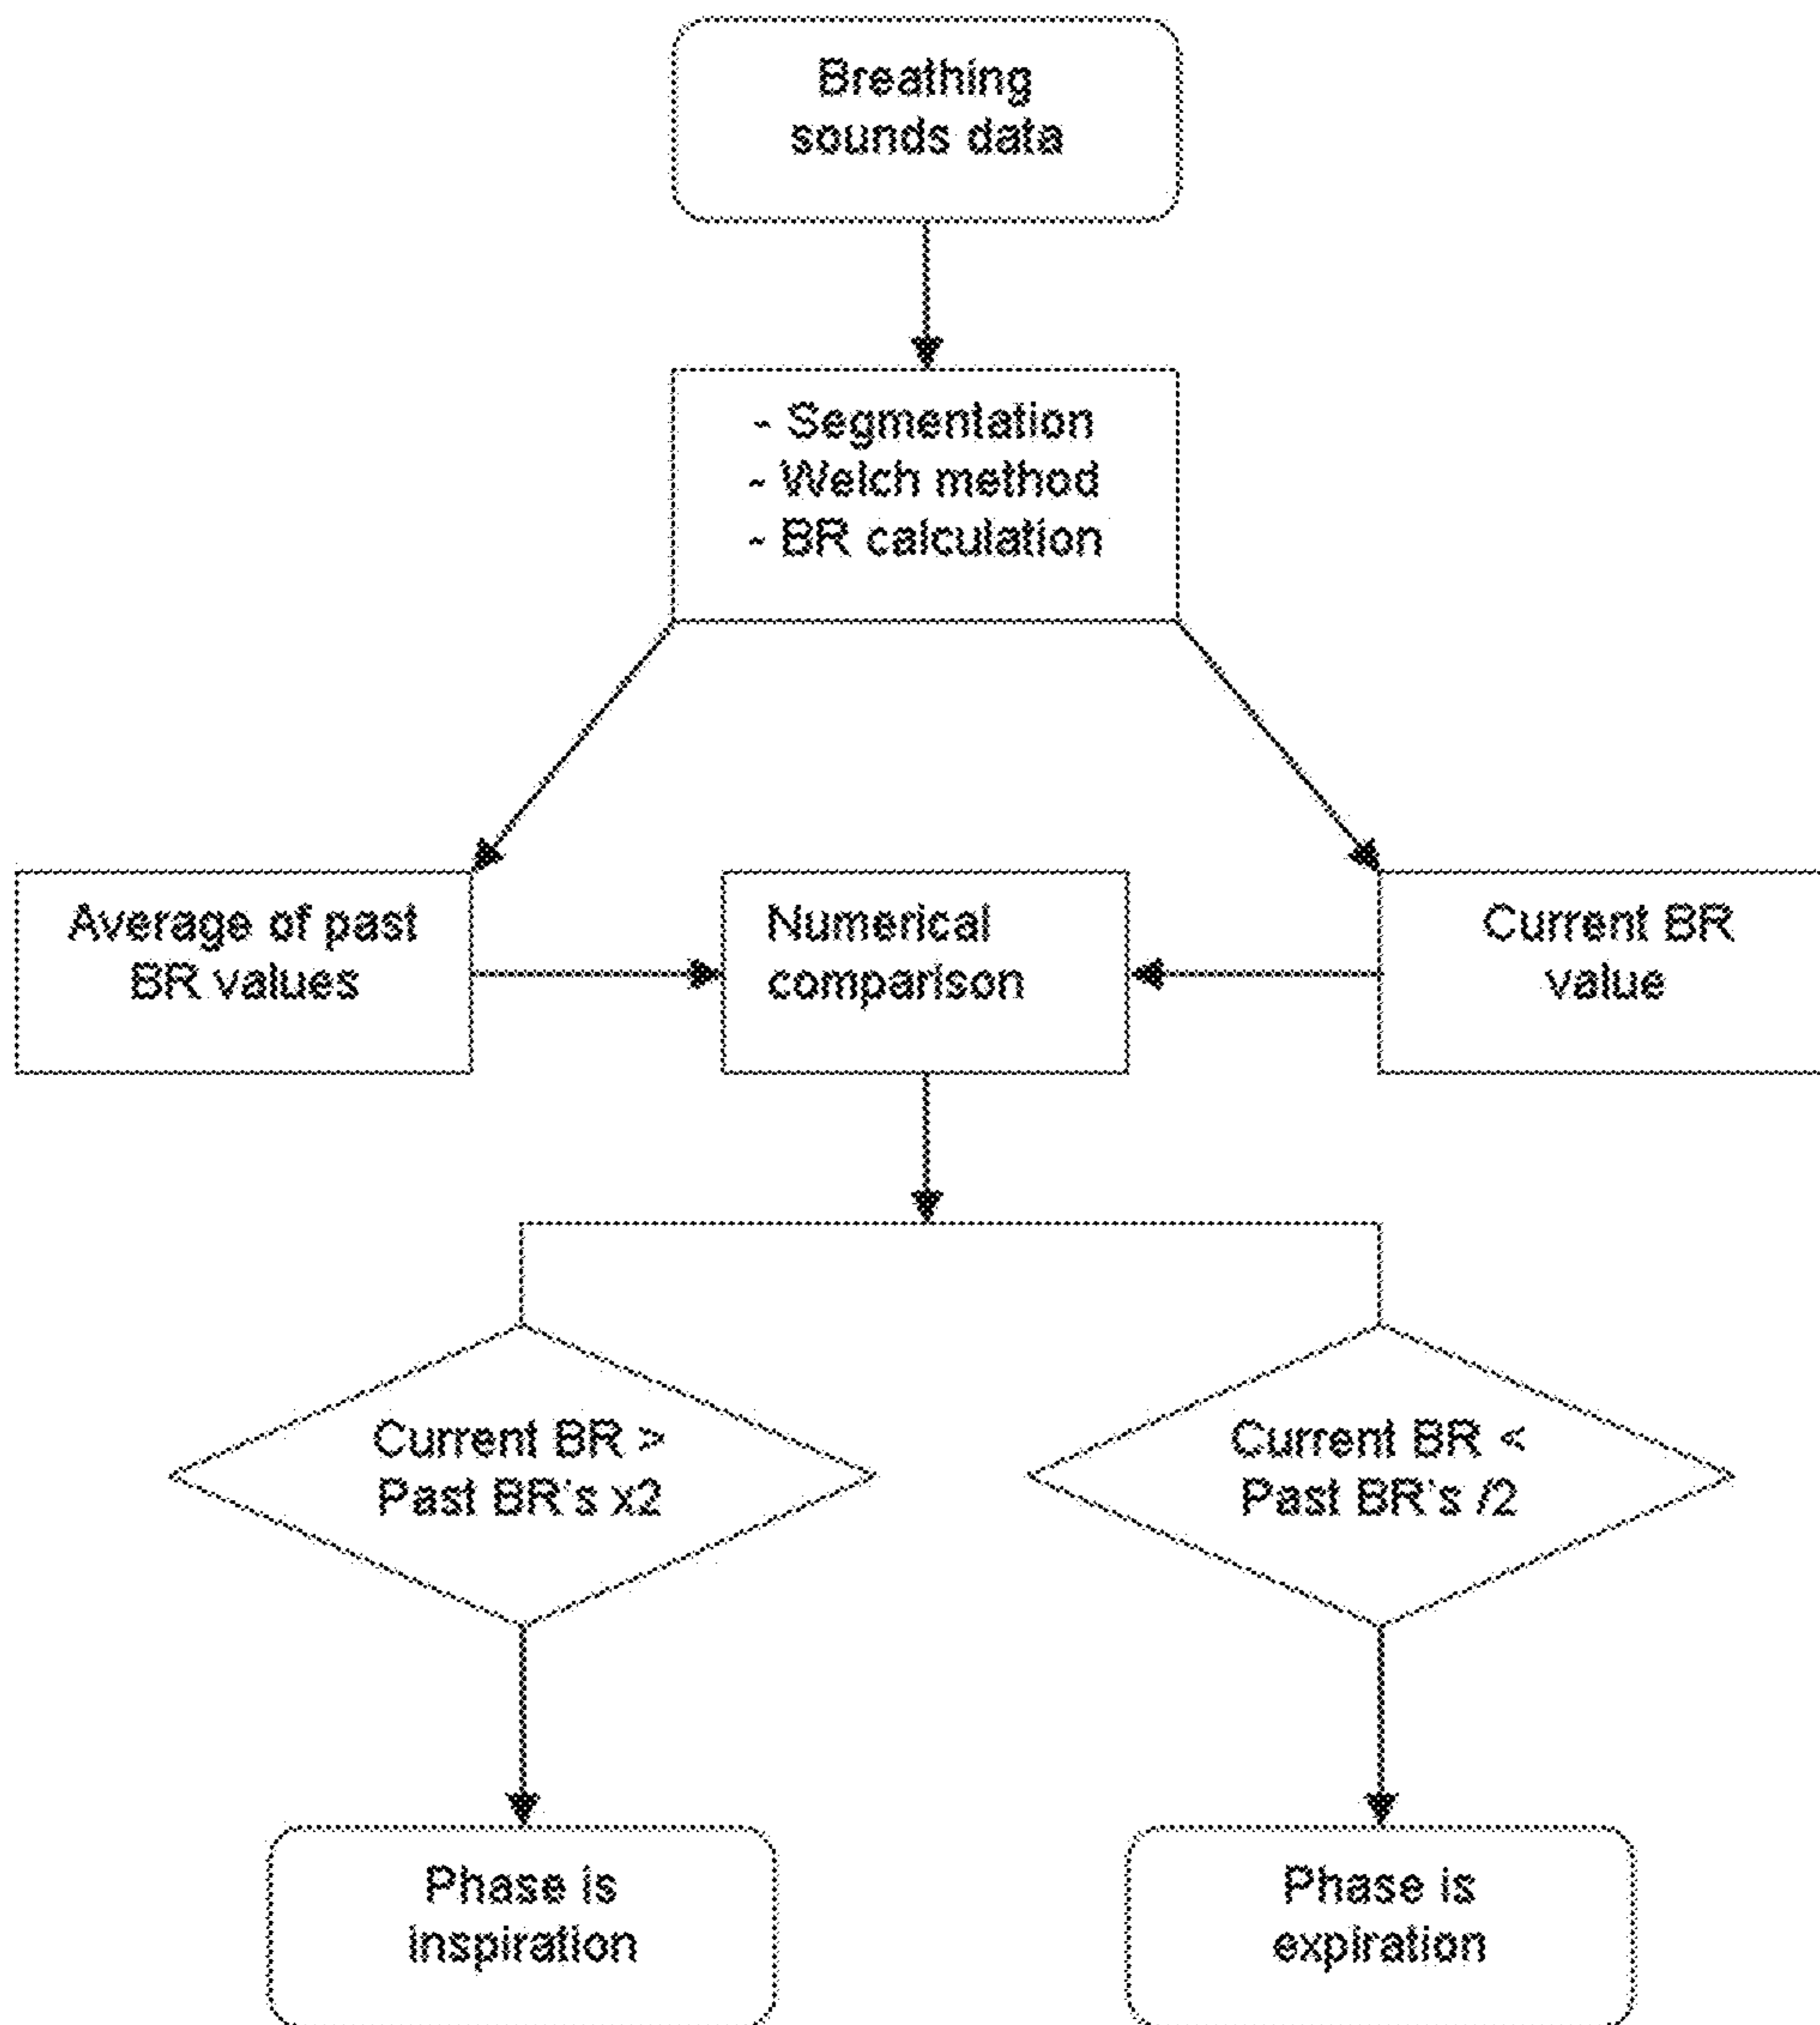 Breathing
sounds data
- Segmentation
- Welch method
- BR calculation
Average of past
BR values
Numerical
comparison
Current BR
value
Current BR >
Past BR's x2
Current BR <
Past BR's /2
Phase is
inspiration
Phase is
expiration